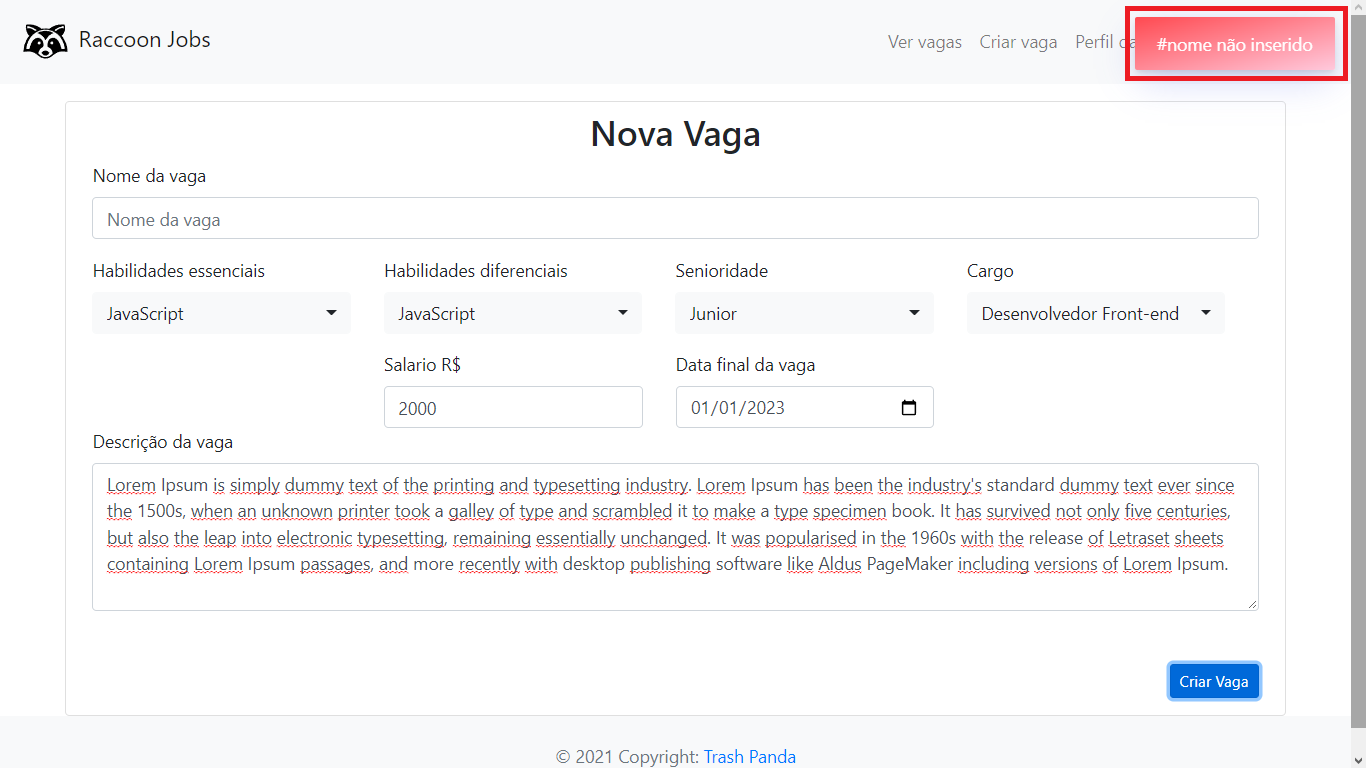 Raccoon Jobs
Ver vagas Criar vaga Perfil da
#nome não inserido
Nova Vaga
Nome da vaga
Nome da vaga
Habilidades essenciais Habilidades diferenciais Senioridade Cargo
JavaScript JavaScript Junior Desenvolvedor Front-end
Salario R$ Data final da vaga
2000 01/01/2023
Descrição da vaga
Lorem Ipsum is simply dummy text of the printing and typesetting industry. Lorem Ipsum has been the industry's standard dummy text ever since
the 1500s, when an unknown printer took a galley of type and scrambled it to make a type specimen book. It has survived not only five centuries,
but also the leap into electronic typesetting, remaining essentially unchanged. It was popularised in the 1960s with the release of Letraset sheets
containing Lorem Ipsum passages, and more recently with desktop publishing software like Aldus PageMaker including versions of Lorem Ipsum.
Criar Vaga
© 2021 Copyright: Trash Panda